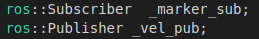 ros::Subscriber  _marker_sub;
ros::Publisher _vel_pub;